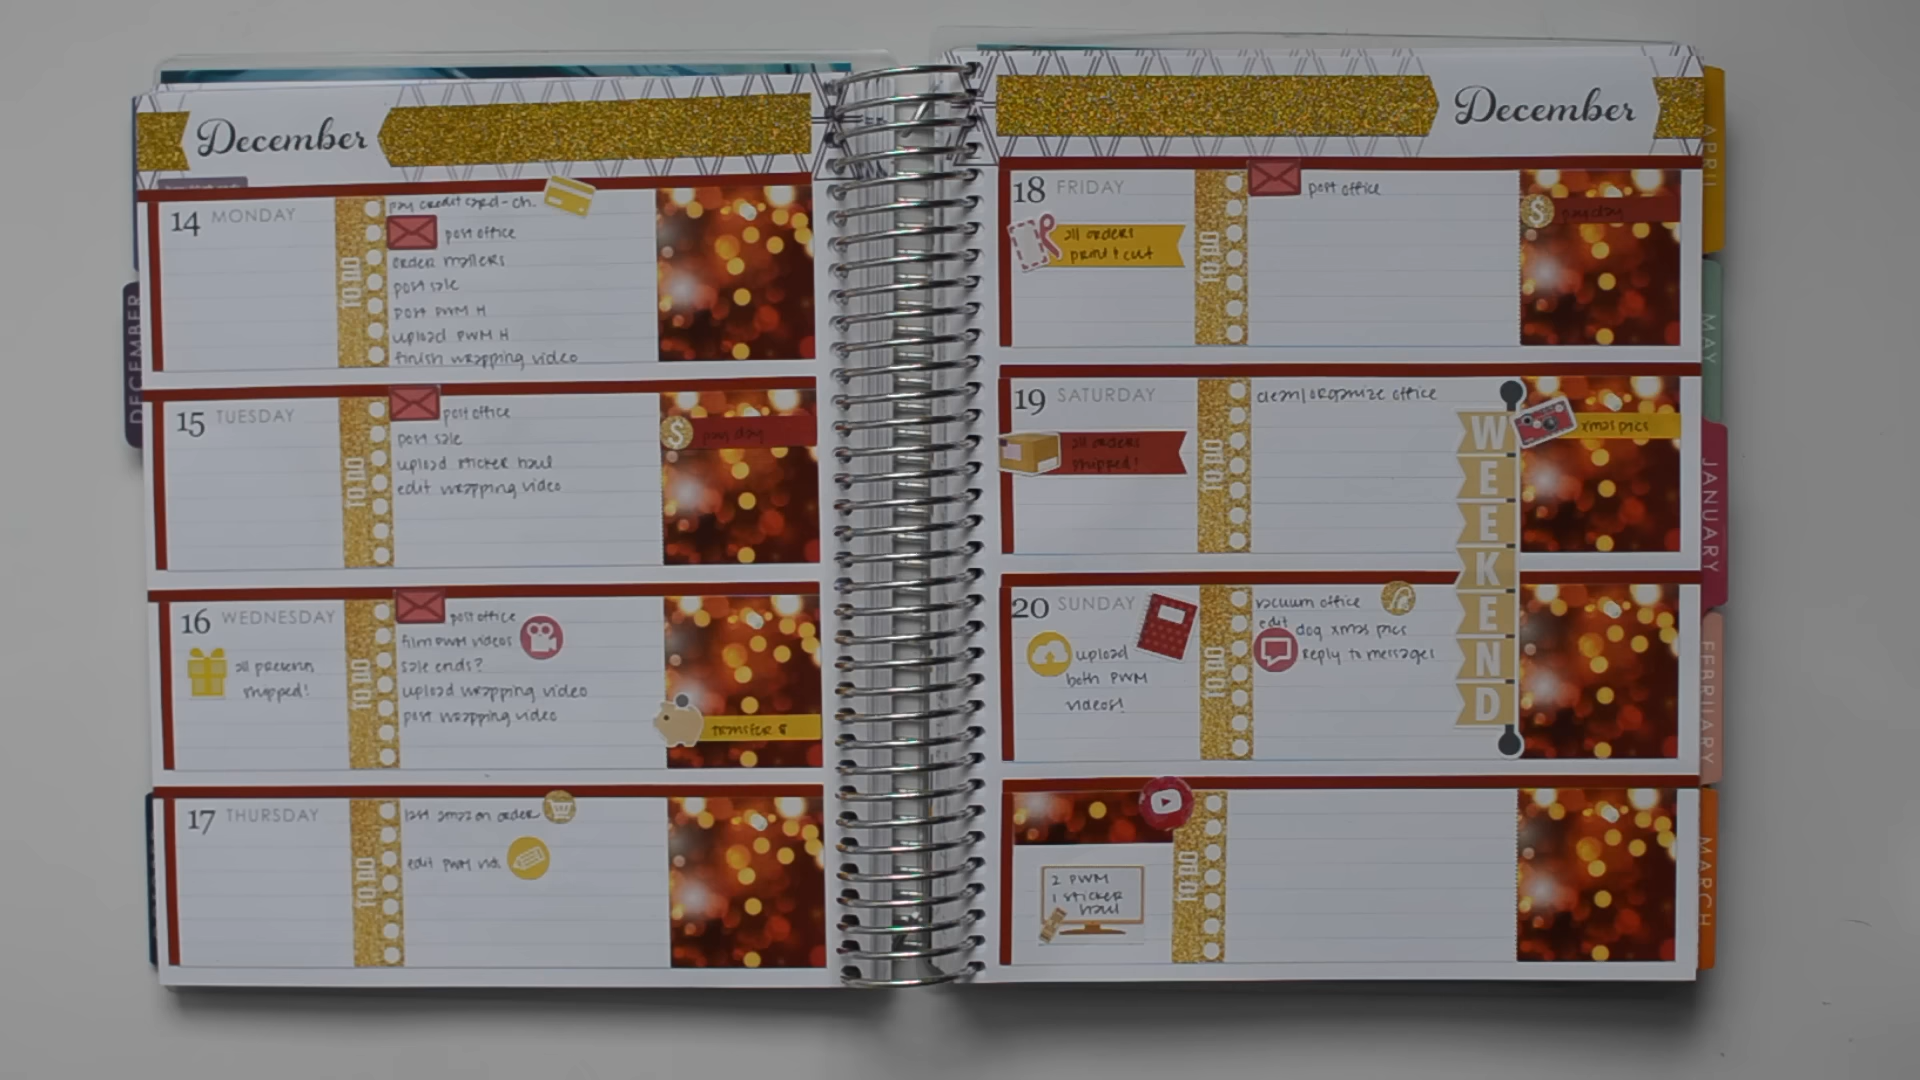 December
14 MONDAY
TO DO
pay credit card-ch.
post office
order mailers
post sale
post PWM H
upload PWM H
finish wrapping video
15 TUESDAY
TO DO
post office
post sale
upload sticker haul
edit wrapping video
pay day
16 WEDNESDAY
all presents
shipped!
TO DO
post office
film PWM videos
sale ends?
upload wrapping video
post wrapping video
transfer $
17 THURSDAY
TO DO
last amazon order
edit PWM vid.
DECEMBER
December
18 FRIDAY
all orders
print & cut
TO DO
post office
$ pay day
19 SATURDAY
all orders
shipped!
TO DO
clean/organize office
WEEKEND
xmas pics
20 SUNDAY
upload
both PWM
videos!
TO DO
vacuum office
edit dog xmas pics
reply to messages
2 PWM
1 sticker
haul
TO DO
APRIL
MAY
JANUARY
FEBRUARY
MARCH